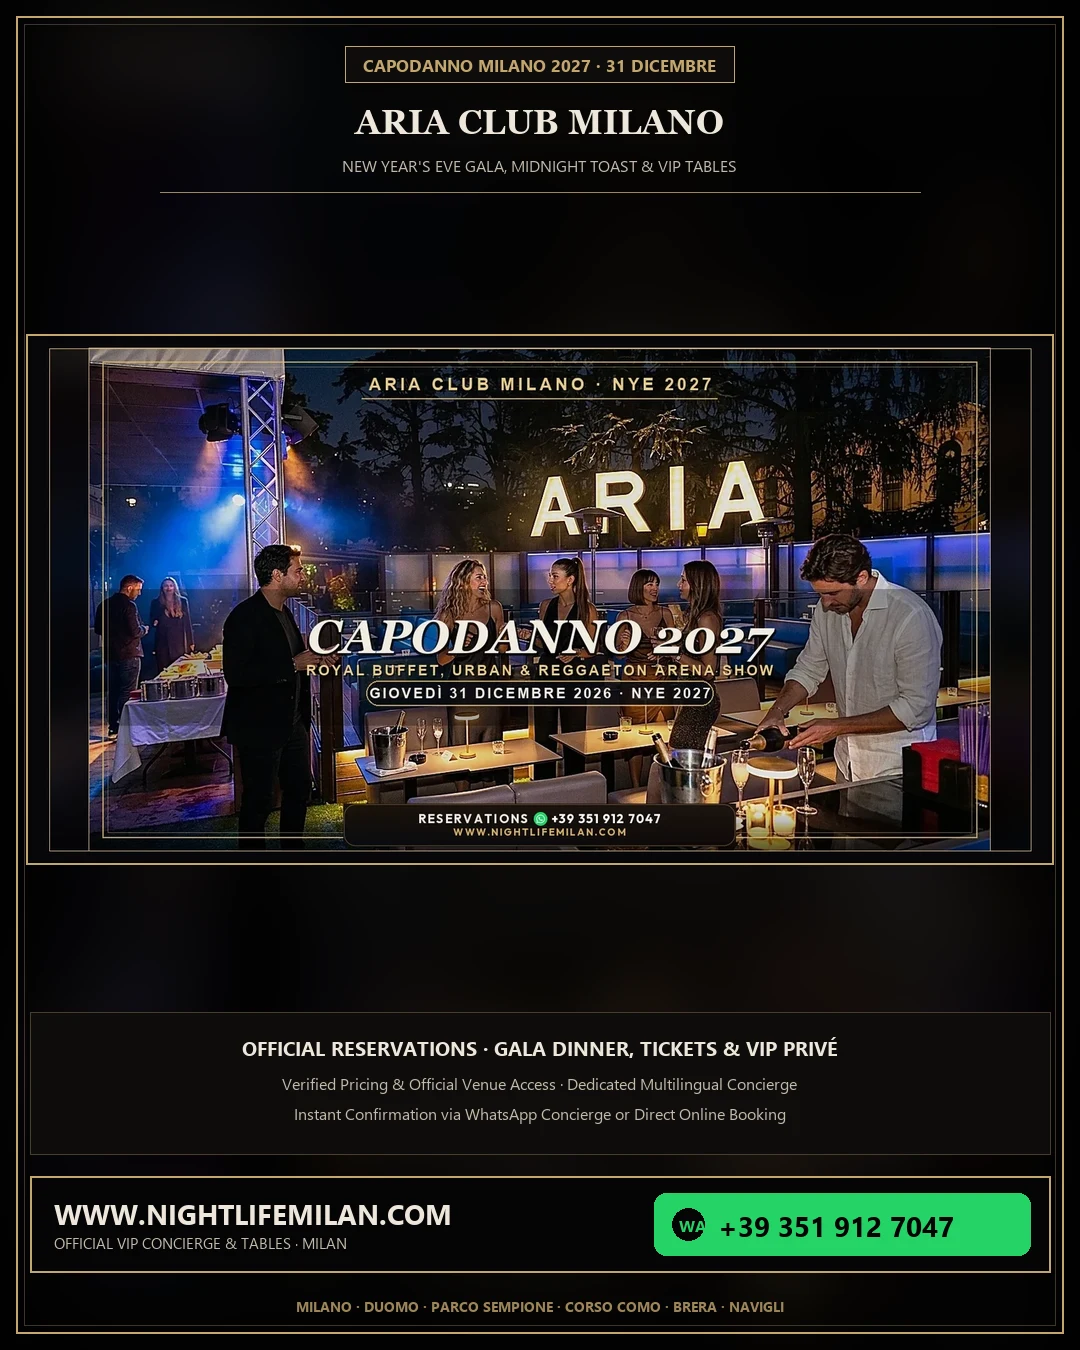 CAPODANNO MILANO 2027 · 31 DICEMBRE
ARIA CLUB MILANO
NEW YEAR'S EVE GALA, MIDNIGHT TOAST & VIP TABLES
ARIA CLUB MILANO · NYE 2027
ARIA
CAPODANNO 2027
ROYAL BUFFET, URBAN & REGGAETON ARENA SHOW
GIOVEDÌ 31 DICEMBRE 2026 · NYE 2027
RESERVATIONS +39 351 912 7047
WWW.NIGHTLIFEMILAN.COM
OFFICIAL RESERVATIONS · GALA DINNER, TICKETS & VIP PRIVÉ
Verified Pricing & Official Venue Access · Dedicated Multilingual Concierge
Instant Confirmation via WhatsApp Concierge or Direct Online Booking
WWW.NIGHTLIFEMILAN.COM
OFFICIAL VIP CONCIERGE & TABLES · MILAN
WA +39 351 912 7047
MILANO · DUOMO · PARCO SEMPIONE · CORSO COMO · BRERA · NAVIGLI